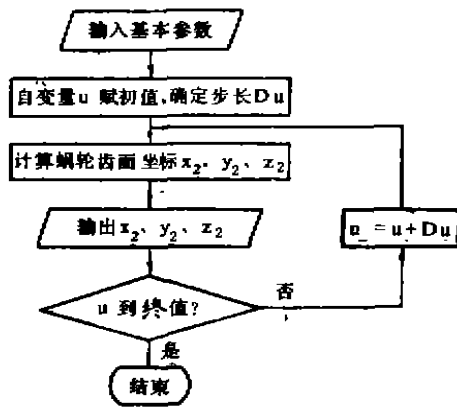 输入基本参数
自变量u 赋初值,确定步长Du
计算蜗轮齿面坐标x₂、y₂、z₂
输出x₂、y₂、z₂
u = u + Du
u 到终值?
否
是
结束